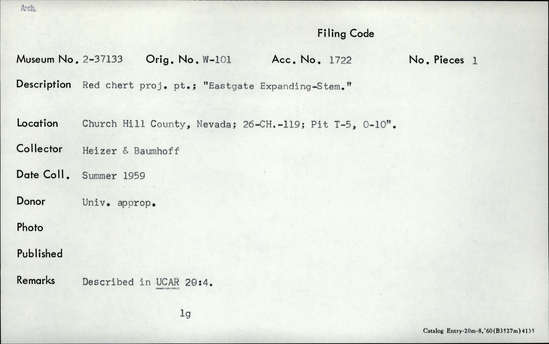 Arch.
Filing Code
Museum No. 2-37133 Orig. No. W-101 Acc. No. 1722 No. Pieces 1
Description Red chert proj. pt.; "Eastgate Expanding-Stem."
Location Church Hill County, Nevada; 26-CH.-119; Pit T-5, 0-10".
Collector Heizer & Baumhoff
Date Coll. Summer 1959
Donor Univ. approp.
Photo
Published
Remarks Described in UCAR 20:4.
lg
Catalog Entry-20m-8,'60(B3527m)4135